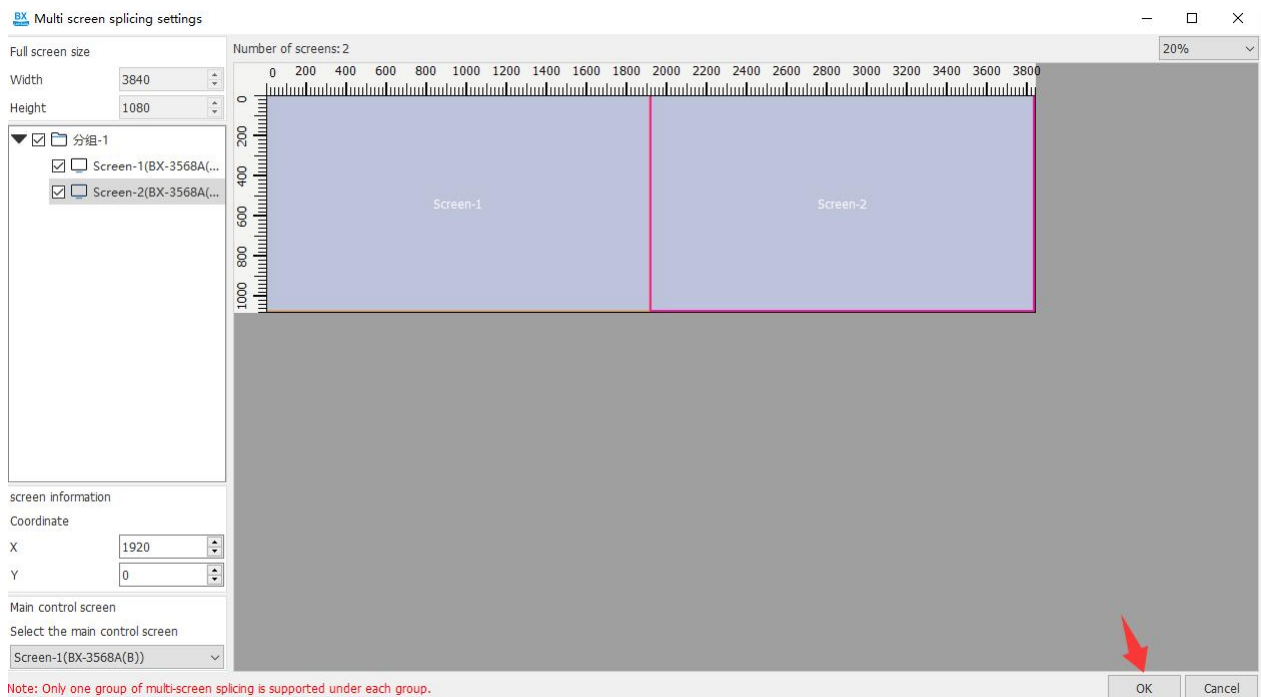 BX Multi screen splicing settings
Full screen size
Number of screens: 2
20%
Width 3840
Height 1080
0 200 400 600 800 1000 1200 1400 1600 1800 2000 2200 2400 2600 2800 3000 3200 3400 3600 3800
0
200
400
600
800
1000
分组-1
Screen-1(BX-3568A(...
Screen-2(BX-3568A(...
Screen-1
Screen-2
screen information
Coordinate
X 1920
Y 0
Main control screen
Select the main control screen
Screen-1(BX-3568A(B))
Note: Only one group of multi-screen splicing is supported under each group.
OK
Cancel